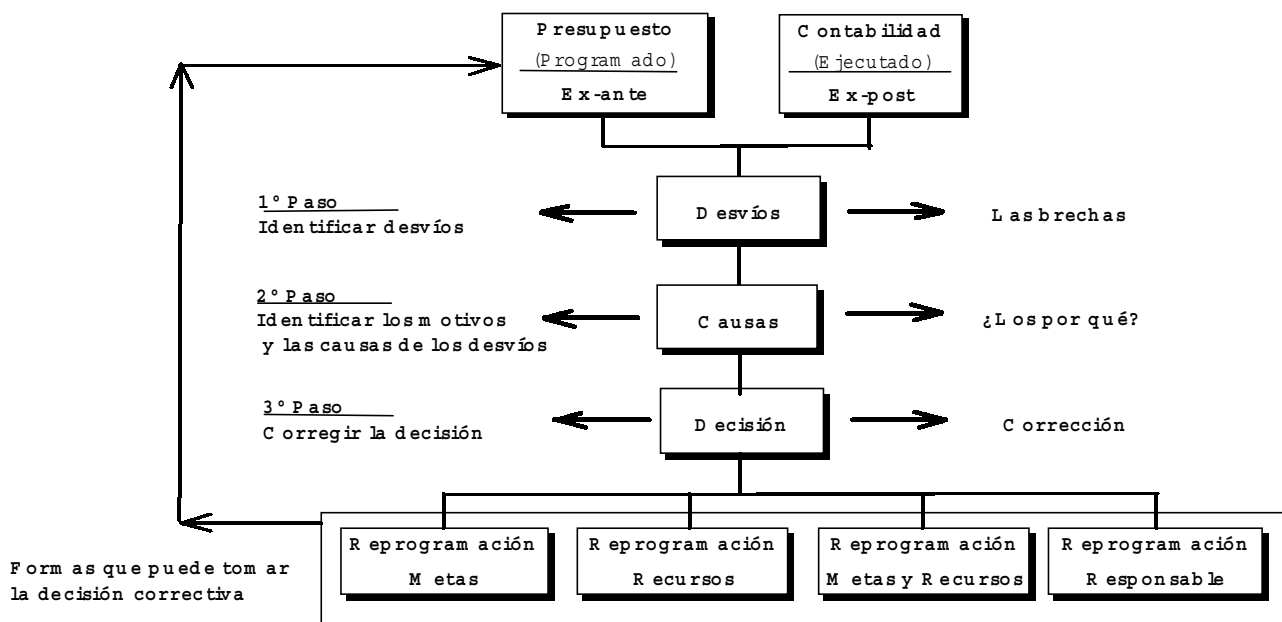 Presupuesto
(Programado)
Ex-ante
Contabilidad
(Ejecutado)
Ex-post
1° Paso
Identificar desvíos
Desvíos
Las brechas
2° Paso
Identificar los motivos
y las causas de los desvíos
Causas
¿Los por qué?
3° Paso
Corregir la decisión
Decisión
Corrección
Formas que puede tomar
la decisión correctiva
Reprogramación
Metas
Reprogramación
Recursos
Reprogramación
Metas y Recursos
Reprogramación
Responsable